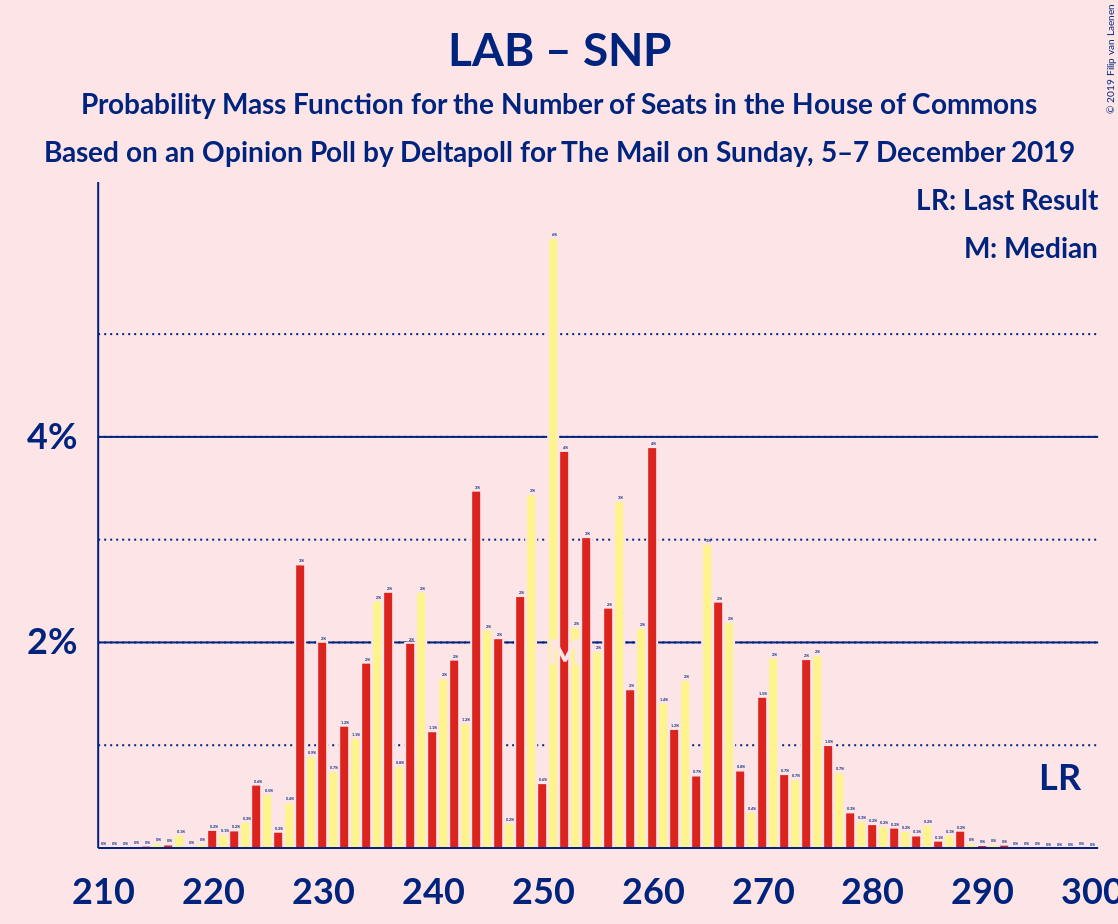 LAB – SNP
Probability Mass Function for the Number of Seats in the House of Commons
Based on an Opinion Poll by Deltapoll for The Mail on Sunday, 5–7 December 2019
© 2019 Filip van Laenen
LR: Last Result
M: Median
4%
2%
M
LR
210 220 230 240 250 260 270 280 290 300